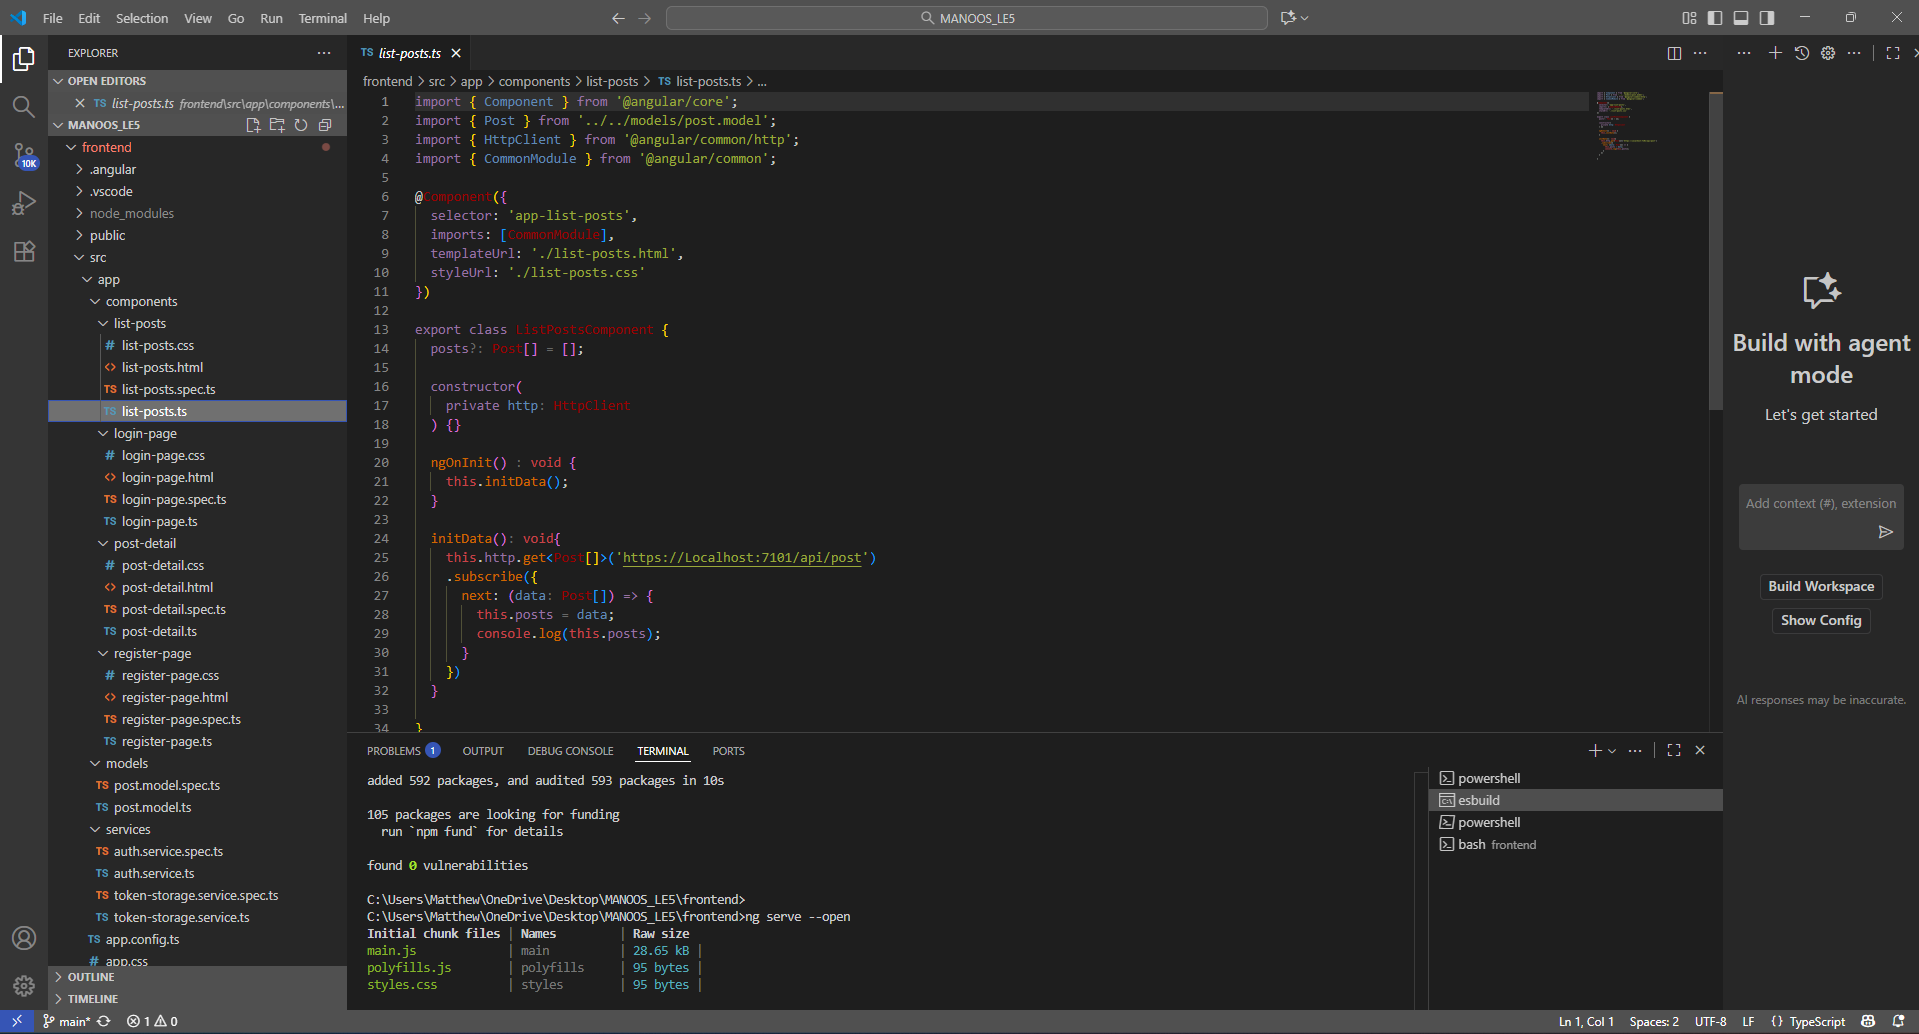 File Edit Selection View Go Run Terminal Help
MANOOS_LE5
EXPLORER
OPEN EDITORS
TS list-posts.ts frontend\src\app\components\...
MANOOS_LE5
frontend
.angular
.vscode
node_modules
public
src
app
components
list-posts
# list-posts.css
<> list-posts.html
TS list-posts.spec.ts
TS list-posts.ts
login-page
# login-page.css
<> login-page.html
TS login-page.spec.ts
TS login-page.ts
post-detail
# post-detail.css
<> post-detail.html
TS post-detail.spec.ts
TS post-detail.ts
register-page
# register-page.css
<> register-page.html
TS register-page.spec.ts
TS register-page.ts
models
TS post.model.spec.ts
TS post.model.ts
services
TS auth.service.spec.ts
TS auth.service.ts
TS token-storage.service.spec.ts
TS token-storage.service.ts
TS app.config.ts
# app.css
OUTLINE
TIMELINE
10K
TS list-posts.ts
frontend > src > app > components > list-posts > TS list-posts.ts > ...
1 import { Component } from '@angular/core';
2 import { Post } from '../../models/post.model';
3 import { HttpClient } from '@angular/common/http';
4 import { CommonModule } from '@angular/common';
5
6 @Component({
7 selector: 'app-list-posts',
8 imports: [CommonModule],
9 templateUrl: './list-posts.html',
10 styleUrl: './list-posts.css'
11 })
12
13 export class ListPostsComponent {
14 posts?: Post[] = [];
15
16 constructor(
17 private http: HttpClient
18 ) {}
19
20 ngOnInit() : void {
21 this.initData();
22 }
23
24 initData(): void{
25 this.http.get<Post[]>('https://Localhost:7101/api/post')
26 .subscribe({
27 next: (data: Post[]) => {
28 this.posts = data;
29 console.log(this.posts);
30 }
31 })
32 }
33
34 }
PROBLEMS 1 OUTPUT DEBUG CONSOLE TERMINAL PORTS
added 592 packages, and audited 593 packages in 10s
105 packages are looking for funding
run `npm fund` for details
found 0 vulnerabilities
C:\Users\Matthew\OneDrive\Desktop\MANOOS_LE5\frontend>
C:\Users\Matthew\OneDrive\Desktop\MANOOS_LE5\frontend>ng serve --open
Initial chunk files | Names | Raw size
main.js | main | 28.65 kB |
polyfills.js | polyfills | 95 bytes |
styles.css | styles | 95 bytes |
powershell
esbuild
powershell
bash frontend
Build with agent
mode
Let's get started
Add context (#), extension
Build Workspace
Show Config
AI responses may be inaccurate.
main* 1 0
Ln 1, Col 1 Spaces: 2 UTF-8 LF {} TypeScript